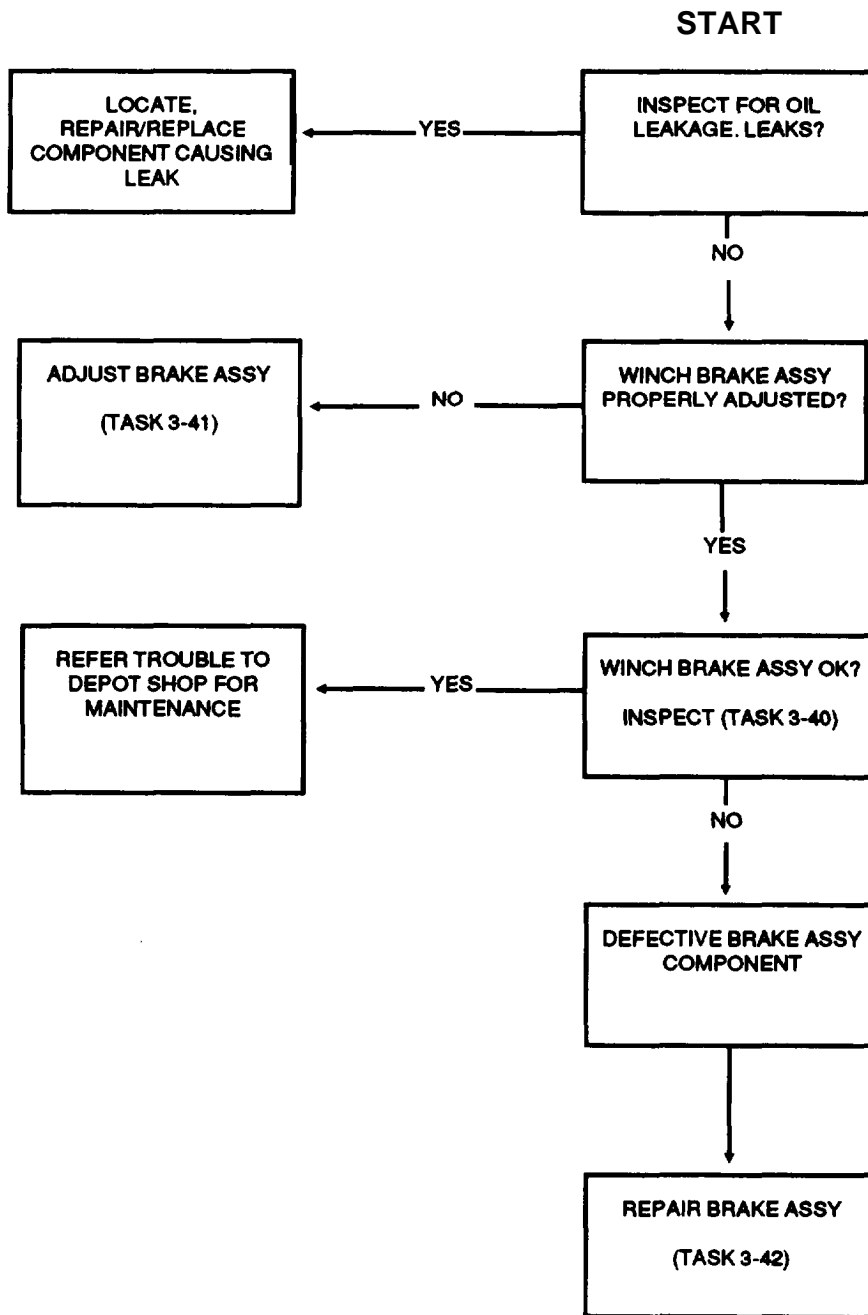 START
INSPECT FOR OIL
LEAKAGE. LEAKS?
YES
LOCATE,
REPAIR/REPLACE
COMPONENT CAUSING
LEAK
NO
WINCH BRAKE ASSY
PROPERLY ADJUSTED?
NO
ADJUST BRAKE ASSY
(TASK 3-41)
YES
WINCH BRAKE ASSY OK?
INSPECT (TASK 3-40)
YES
REFER TROUBLE TO
DEPOT SHOP FOR
MAINTENANCE
NO
DEFECTIVE BRAKE ASSY
COMPONENT
REPAIR BRAKE ASSY
(TASK 3-42)